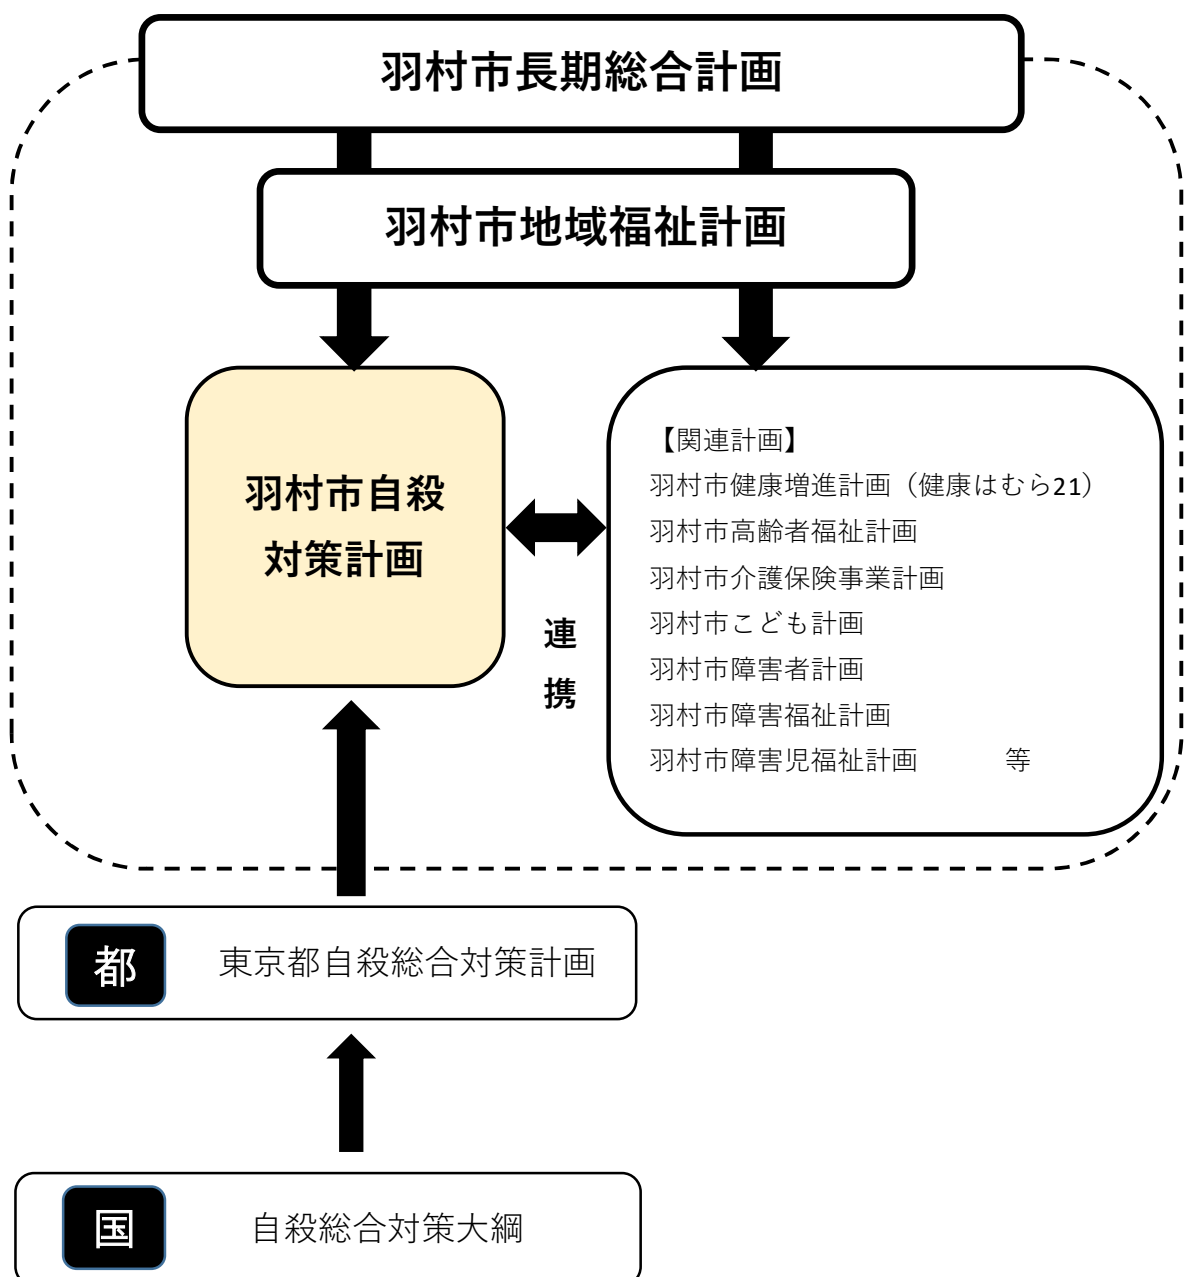 羽村市長期総合計画
羽村市地域福祉計画
羽村市自殺
対策計画
連
携
【関連計画】
羽村市健康増進計画（健康はむら21）
羽村市高齢者福祉計画
羽村市介護保険事業計画
羽村市こども計画
羽村市障害者計画
羽村市障害福祉計画
羽村市障害児福祉計画　　　等
都　東京都自殺総合対策計画
国　自殺総合対策大綱